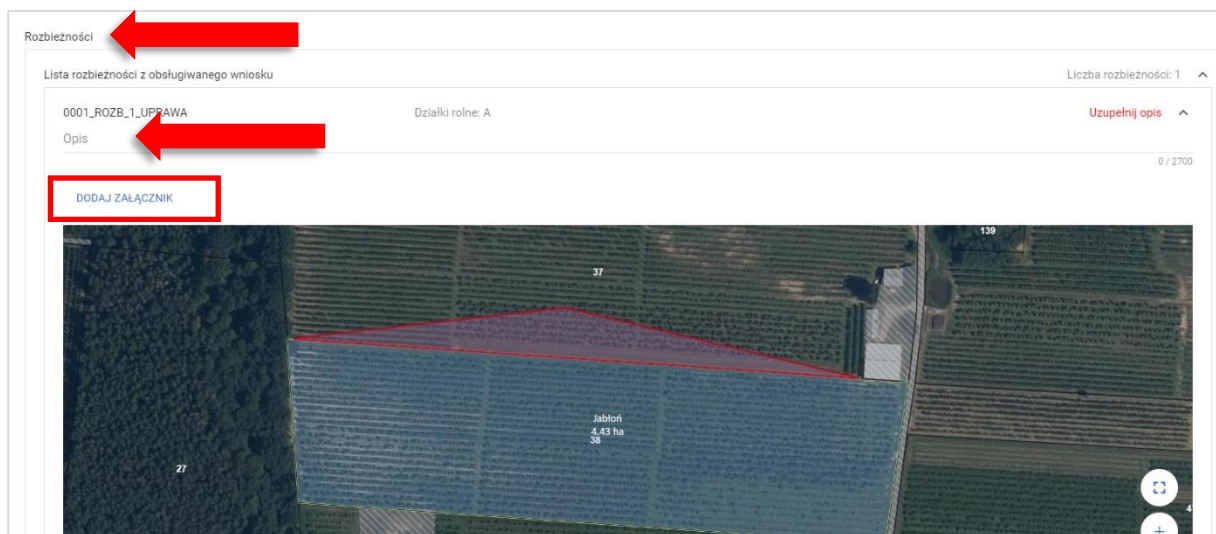 Rozbieżności
Lista rozbieżności z obsługiwanego wniosku
Liczba rozbieżności: 1
0001_ROZB_1_UPRAWA
Działki rolne: A
Uzupełnij opis
Opis
0 / 2700
DODAJ ZAŁĄCZNIK
139
37
Jabłoń
4.43 ha
38
27
4
+